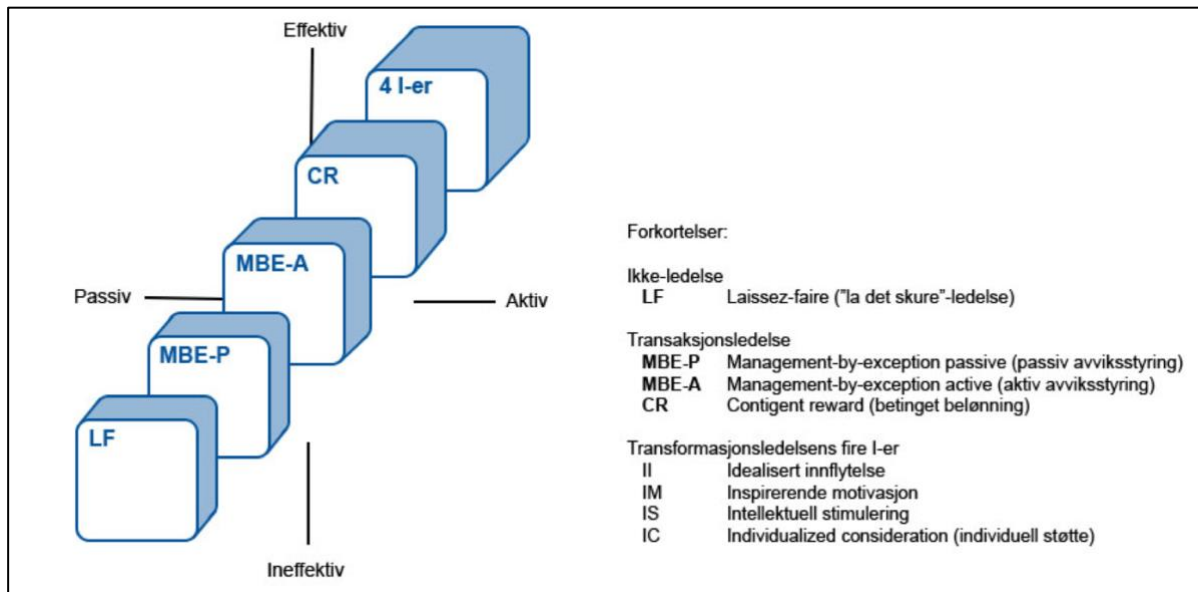 Effektiv
4 I-er
CR
MBE-A
Passiv
Aktiv
MBE-P
LF
Ineffektiv
Forkortelser:
Ikke-ledelse
LF Laissez-faire ("la det skure"-ledelse)
Transaksjonsledelse
MBE-P Management-by-exception passive (passiv avviksstyring)
MBE-A Management-by-exception active (aktiv avviksstyring)
CR Contigent reward (betinget belønning)
Transformasjonsledelsens fire I-er
II Idealisert innflytelse
IM Inspirerende motivasjon
IS Intellektuell stimulering
IC Individualized consideration (individuell støtte)